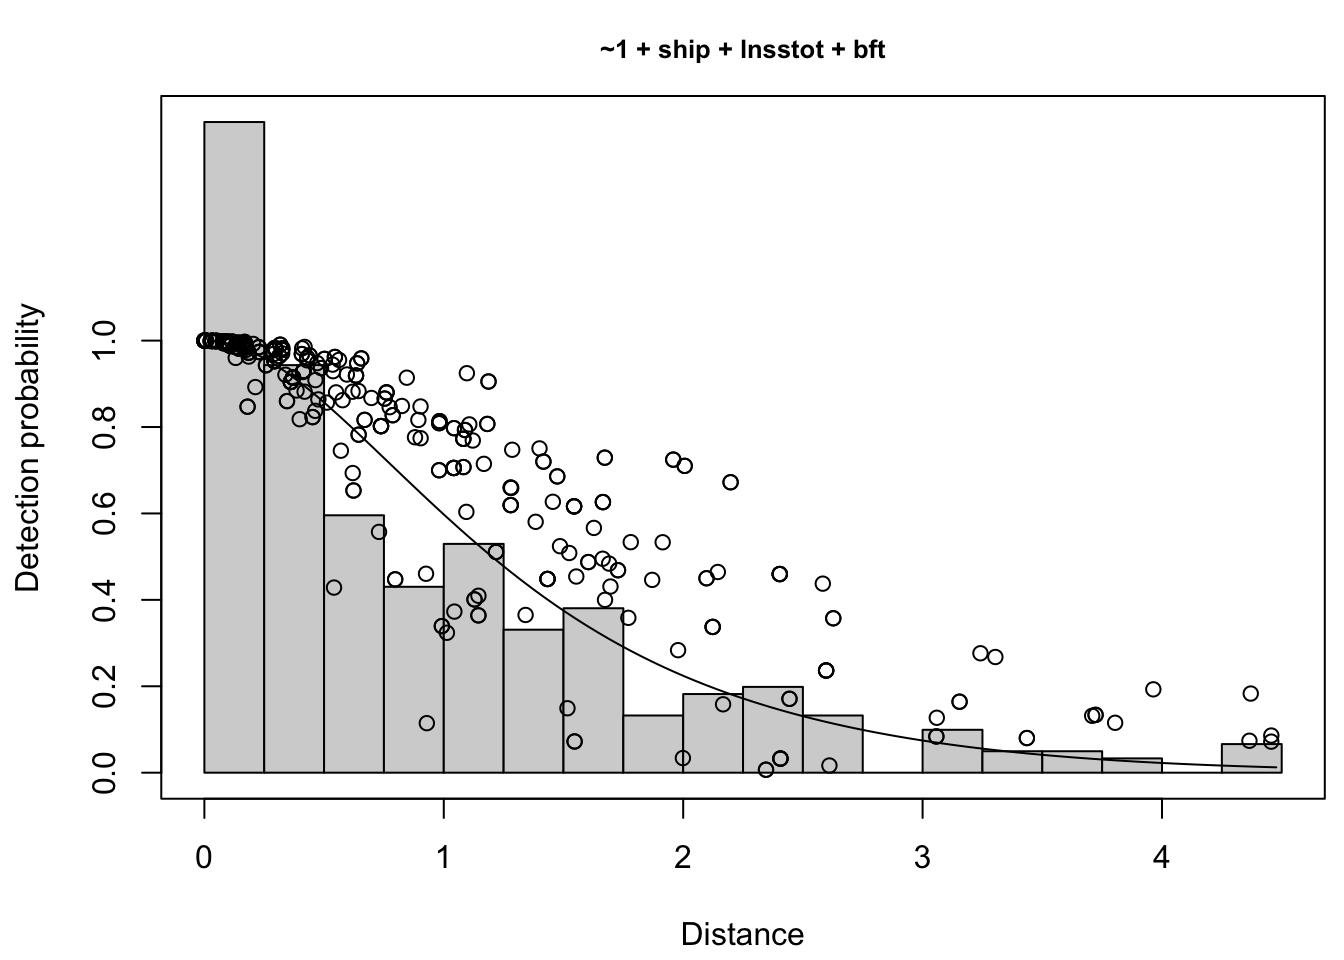 ~1 + ship + lnsstot + bft
Detection probability
1.0
0.8
0.6
0.4
0.2
0.0
0 1 2 3 4
Distance